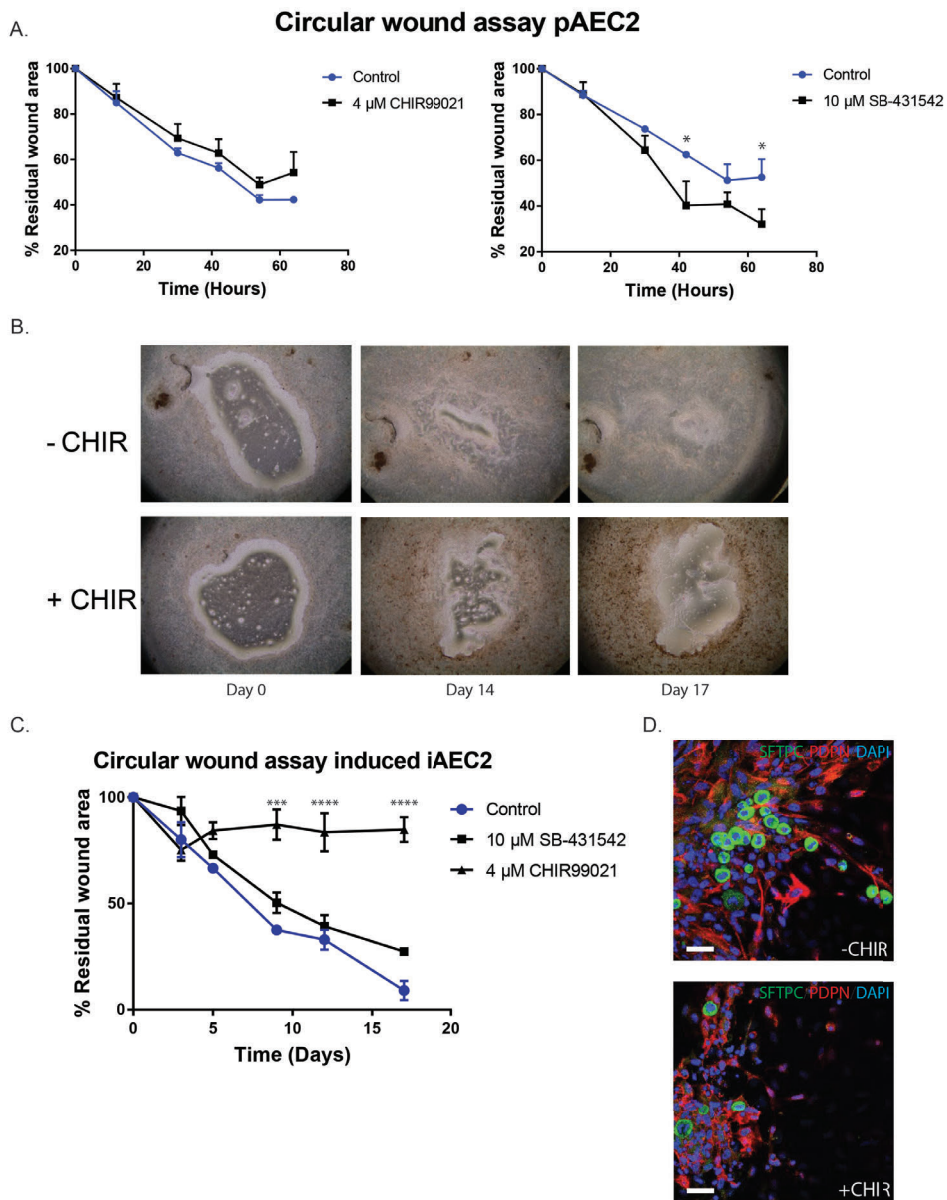 Circular wound assay pAEC2
A.
% Residual wound area
100
80
60
40
20
0 20 40 60 80
Time (Hours)
Control
4 µM CHIR99021
% Residual wound area
100
80
60
40
20
0 20 40 60 80
Time (Hours)
Control
10 µM SB-431542
*
*
B.
- CHIR
+ CHIR
Day 0
Day 14
Day 17
C.
Circular wound assay induced iAEC2
% Residual wound area
100
50
0
0 5 10 15 20
Time (Days)
*** **** ****
Control
10 µM SB-431542
4 µM CHIR99021
D.
SFTPC PDPN DAPI
-CHIR
SFTPC PDPN DAPI
+CHIR